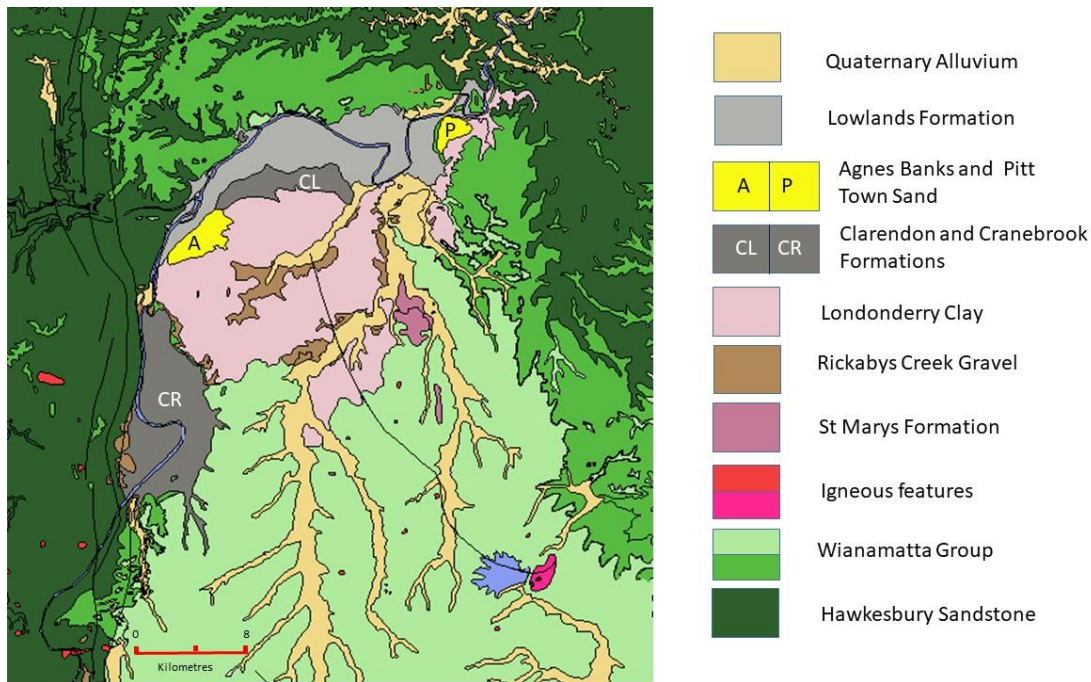 P
CL
A
CR
0 8
Kilometres
Quaternary Alluvium
Lowlands Formation
A P
Agnes Banks and Pitt
Town Sand
CL CR
Clarendon and Cranebrook
Formations
Londonderry Clay
Rickabys Creek Gravel
St Marys Formation
Igneous features
Wianamatta Group
Hawkesbury Sandstone